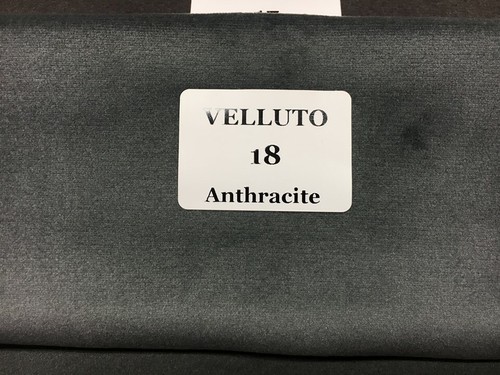 VELLUTO
18
Anthracite